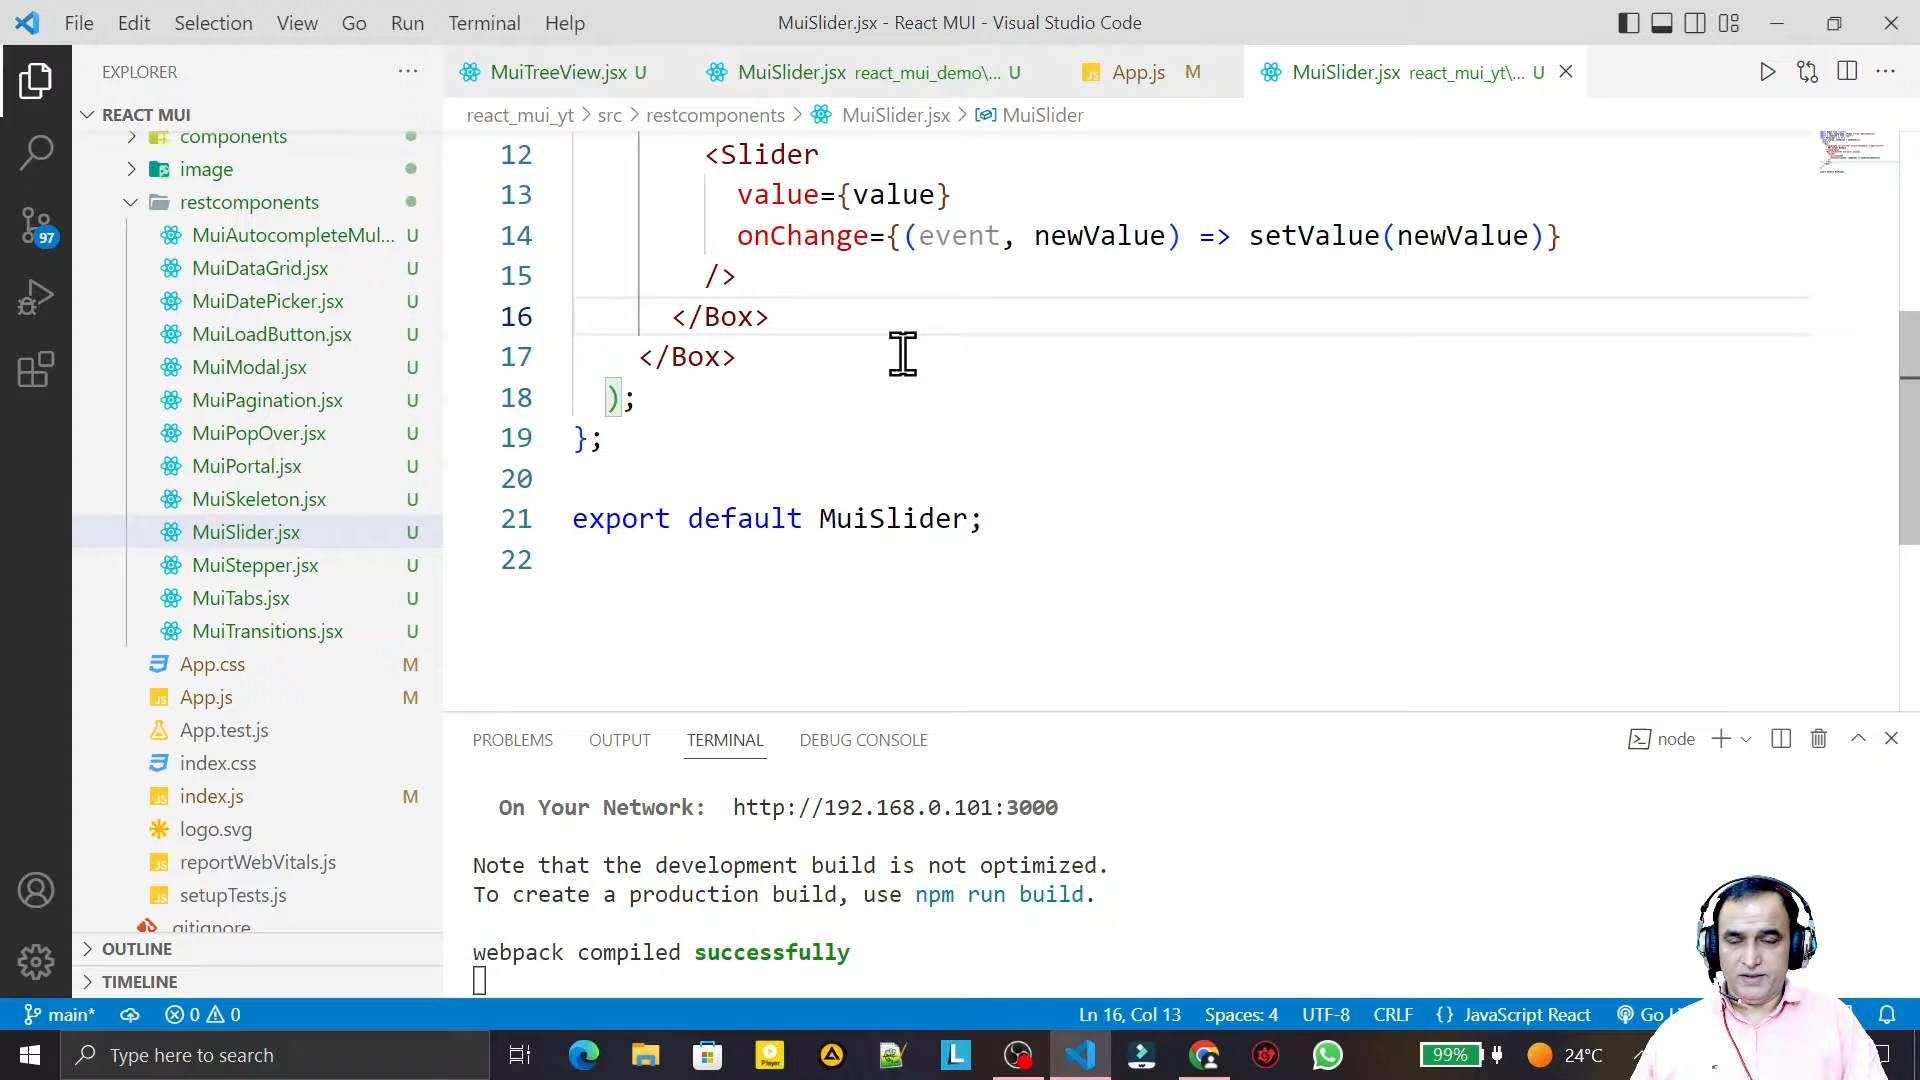 File Edit Selection View Go Run Terminal Help
MuiSlider.jsx - React MUI - Visual Studio Code
EXPLORER
MuiTreeView.jsx U
MuiSlider.jsx react_mui_demo\... U
App.js M
MuiSlider.jsx react_mui_yt\... U
REACT MUI
react_mui_yt > src > restcomponents > MuiSlider.jsx > MuiSlider
components
image
restcomponents
MuiAutocompleteMul... U
MuiDataGrid.jsx U
MuiDatePicker.jsx U
MuiLoadButton.jsx U
MuiModal.jsx U
MuiPagination.jsx U
MuiPopOver.jsx U
MuiPortal.jsx U
MuiSkeleton.jsx U
MuiSlider.jsx U
MuiStepper.jsx U
MuiTabs.jsx U
MuiTransitions.jsx U
App.css M
App.js M
App.test.js
index.css
index.js M
logo.svg
reportWebVitals.js
setupTests.js
.gitignore
OUTLINE
TIMELINE
97
12 <Slider
13 value={value}
14 onChange={(event, newValue) => setValue(newValue)}
15 />
16 </Box>
17 </Box>
18 );
19 };
20
21 export default MuiSlider;
22
PROBLEMS OUTPUT TERMINAL DEBUG CONSOLE
node
On Your Network: http://192.168.0.101:3000
Note that the development build is not optimized.
To create a production build, use npm run build.
webpack compiled successfully
main* 0 0
Ln 16, Col 13 Spaces: 4 UTF-8 CRLF {} JavaScript React Go
Type here to search
Player
L
99%
24°C